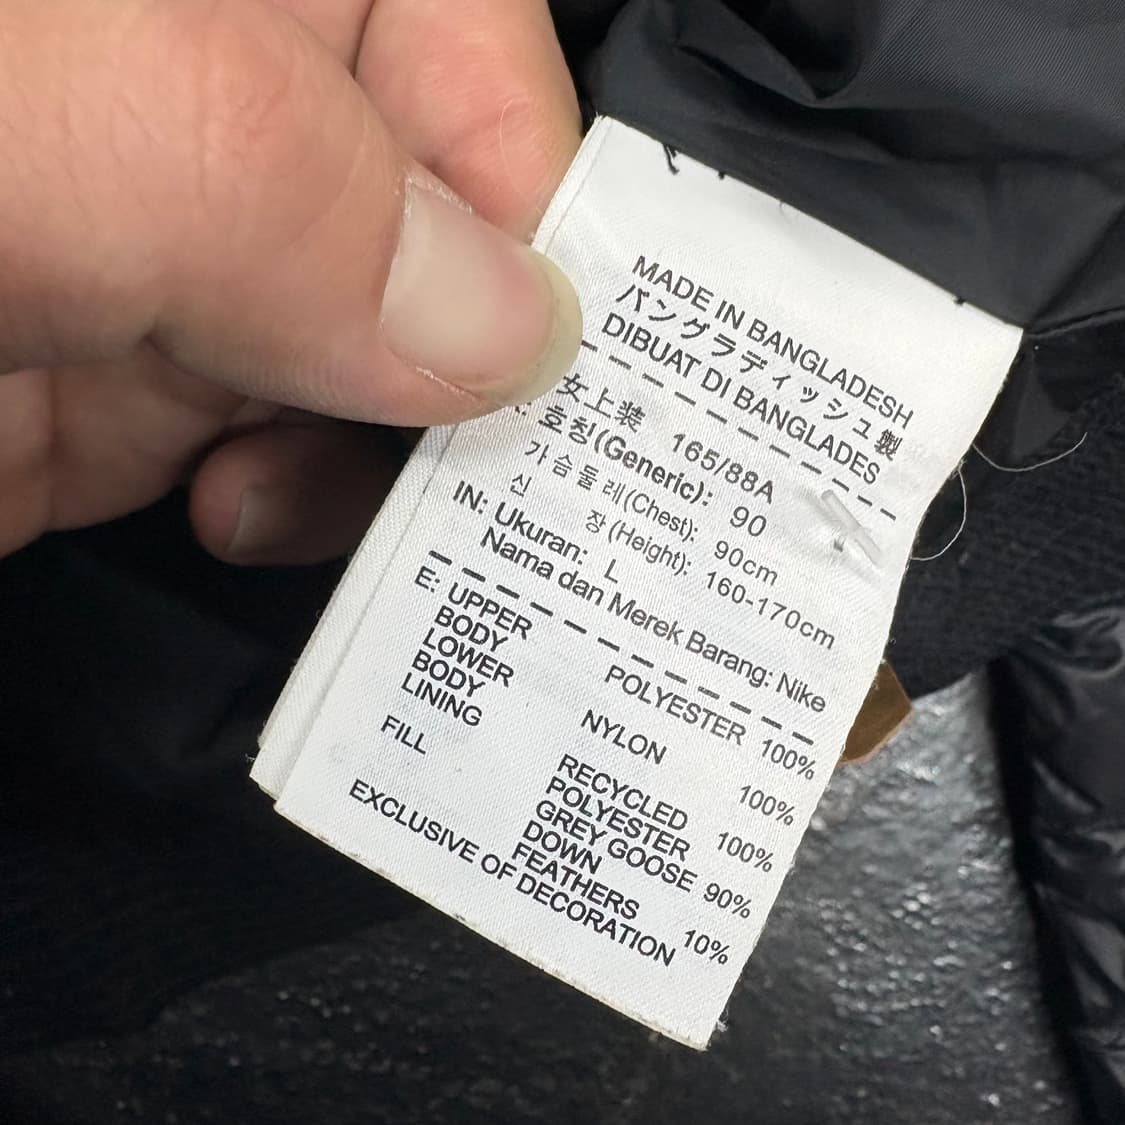 MADE IN BANGLADESH
バングラディッシュ製
DIBUAT DI BANGLADES
女上装 165/88A
호칭(Generic): 90
가슴둘레(Chest): 90cm
신 장(Height): 160-170cm
IN: Ukuran: L
Nama dan Merek Barang: Nike
E: UPPER BODY POLYESTER 100%
LOWER BODY NYLON 100%
LINING RECYCLED POLYESTER 100%
FILL GREY GOOSE DOWN 90%
FEATHERS 10%
EXCLUSIVE OF DECORATION